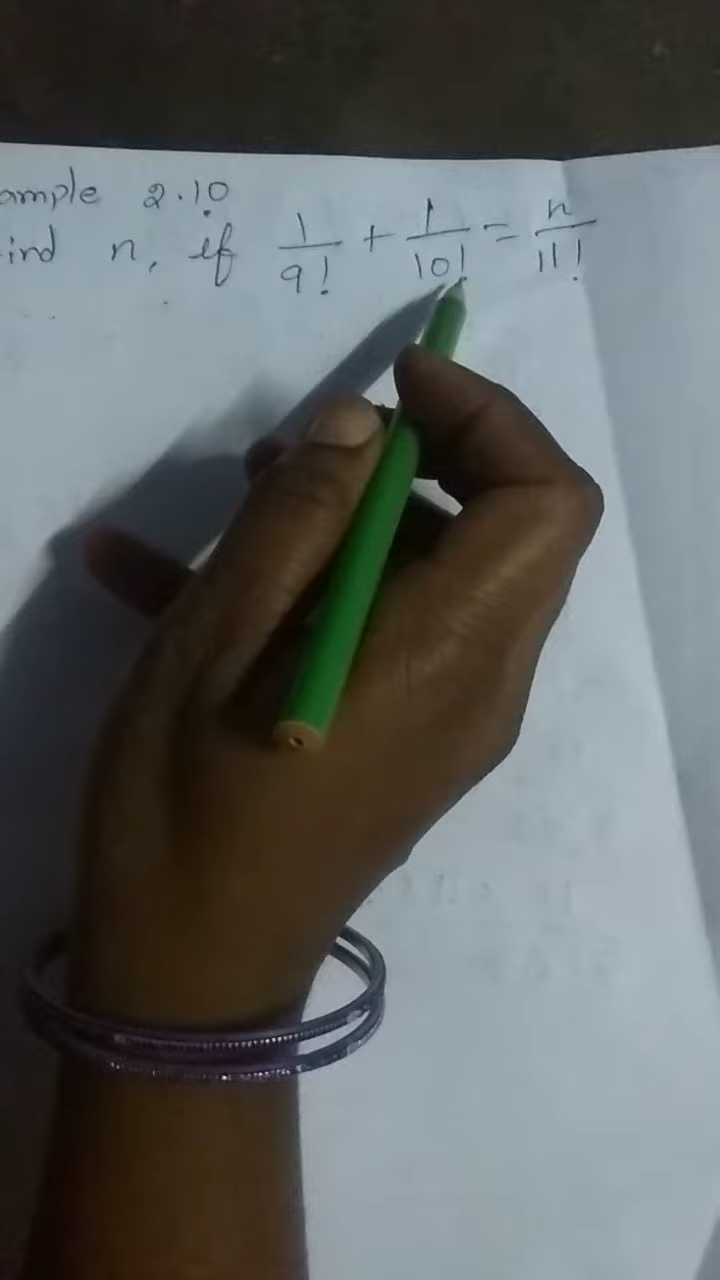 ample 2.10
ind n, if 1/9! + 1/10! = n/11!